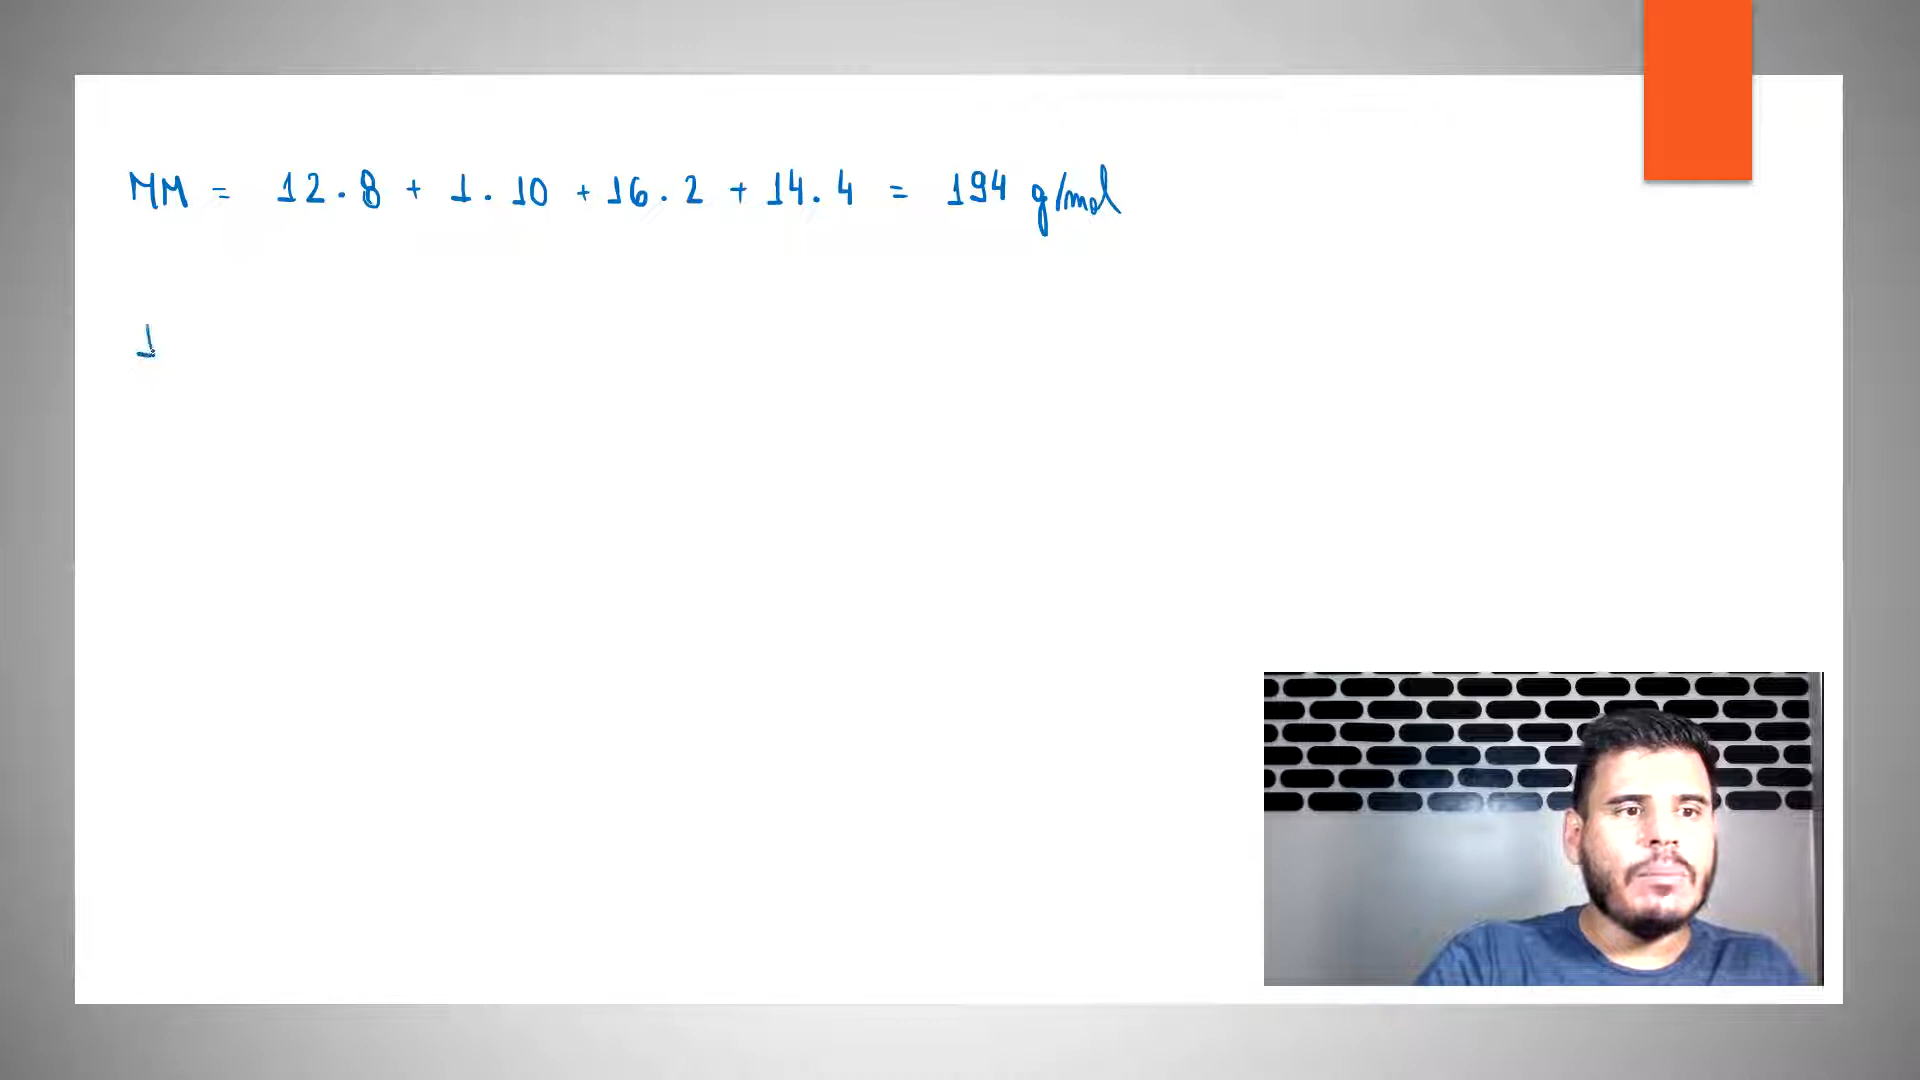 MM = 12 . 8 + 1 . 10 + 16 . 2 + 14 . 4 = 194 g/mol
1